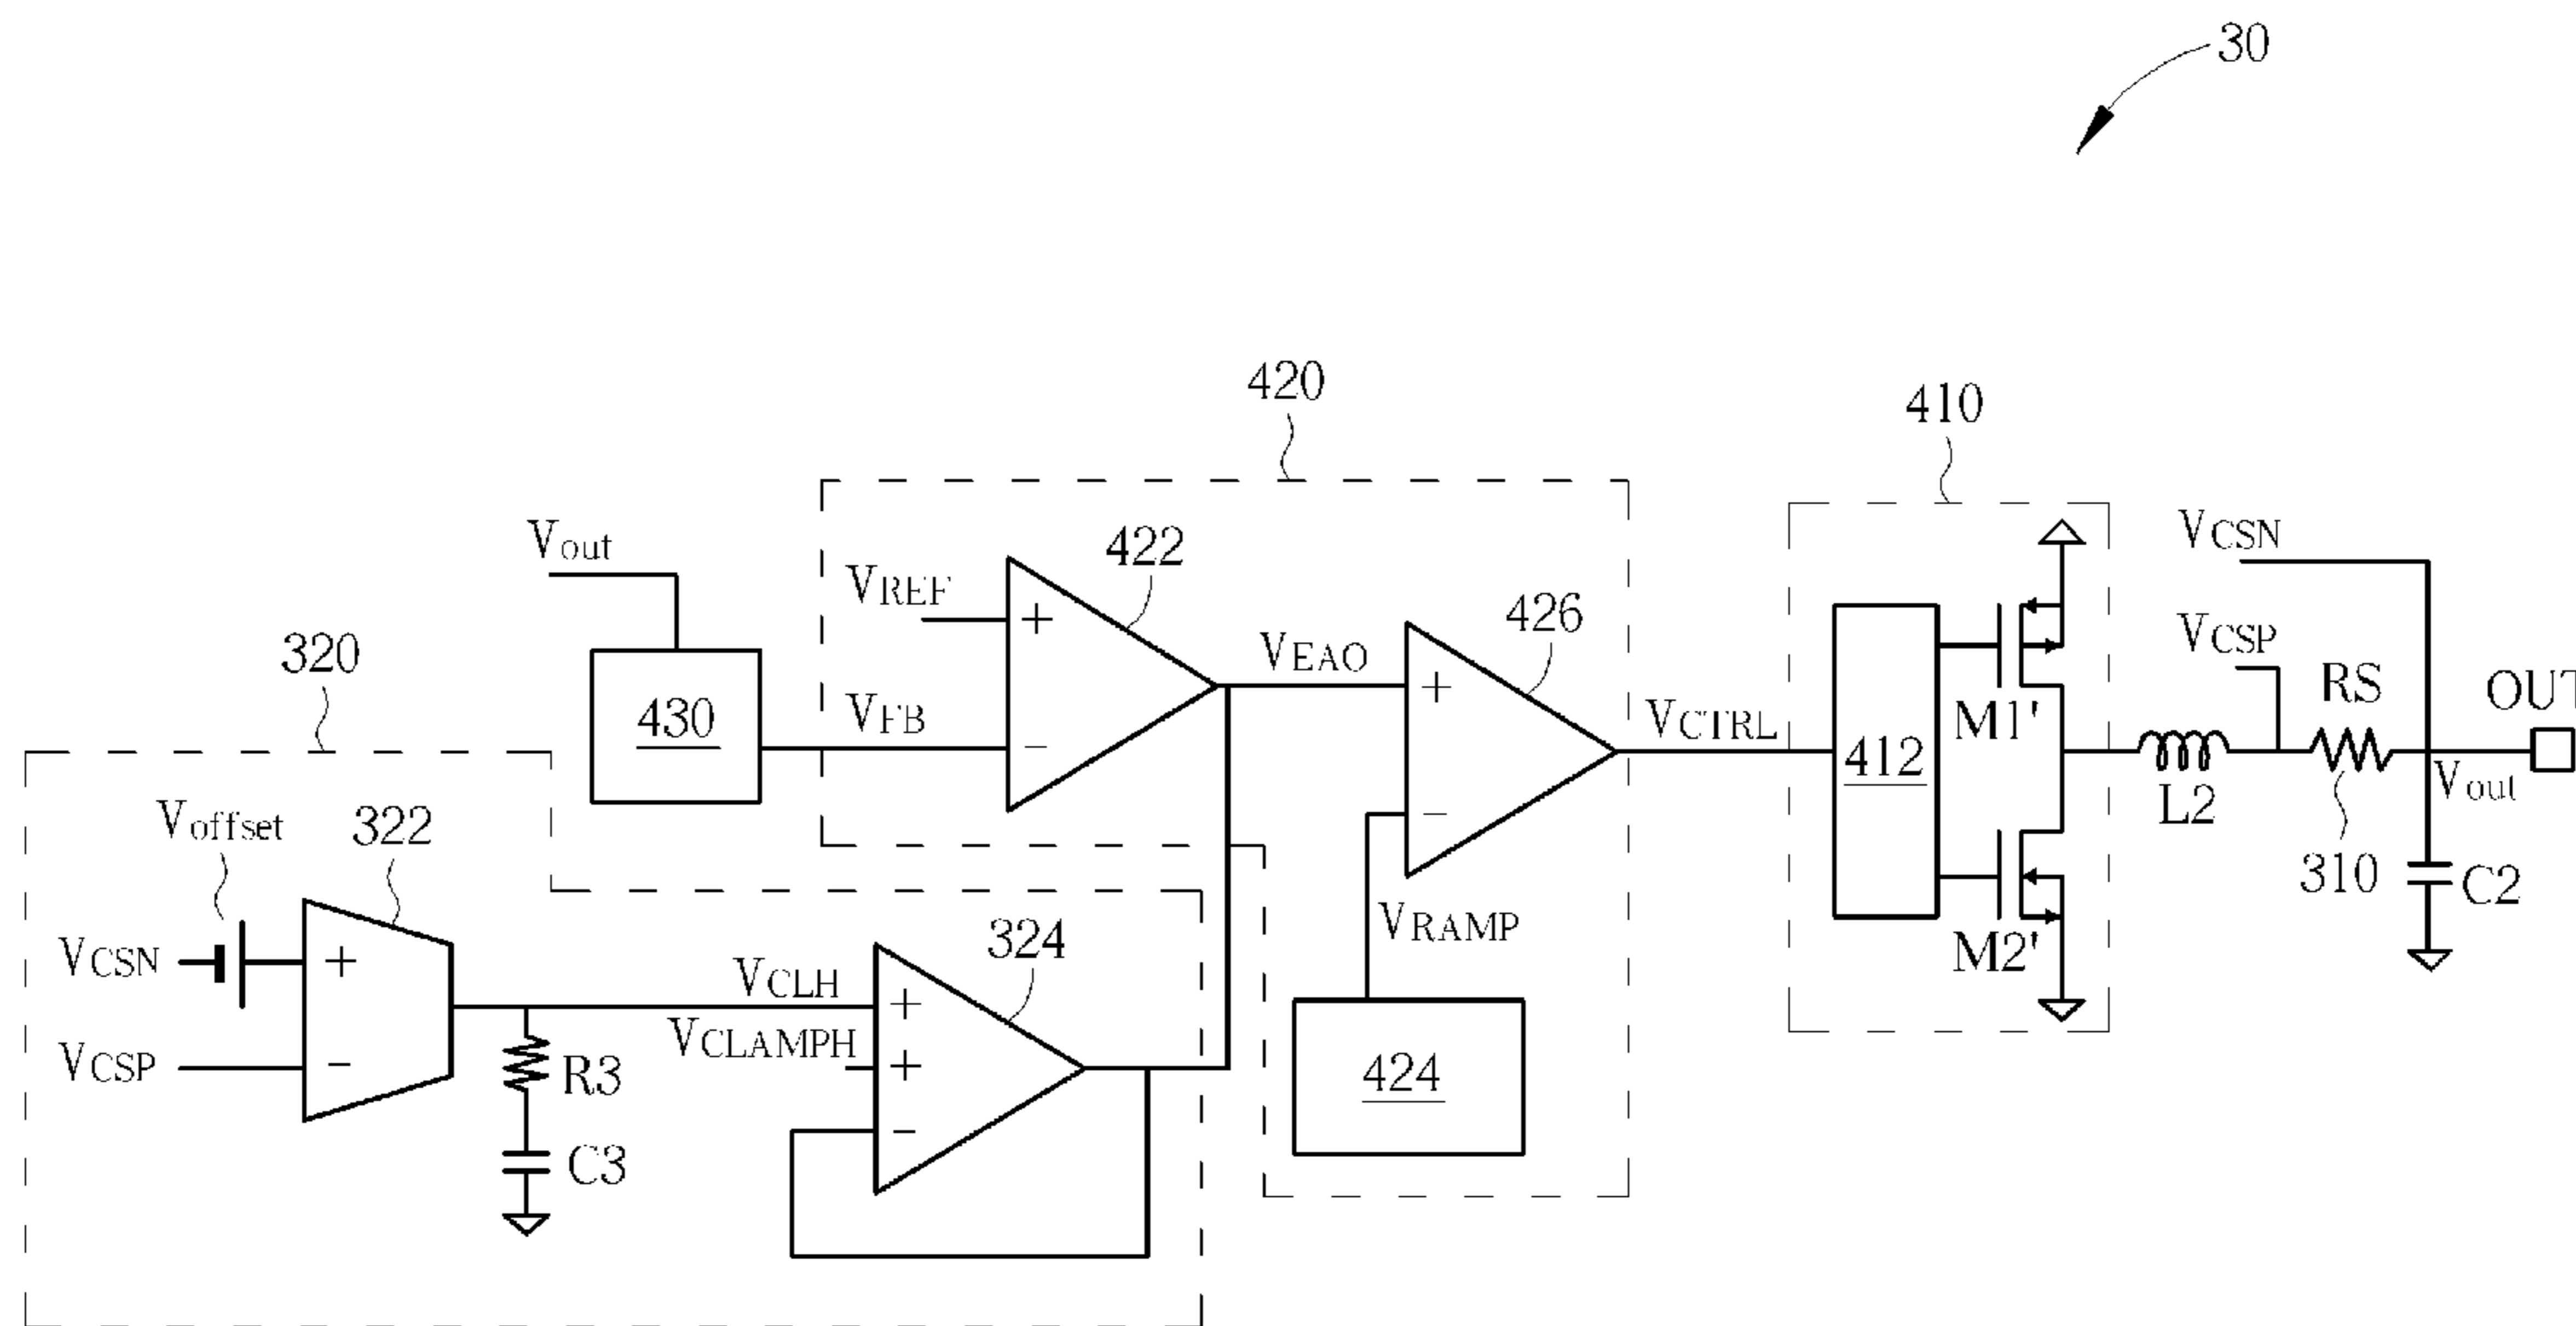 30
420
410
Vout
422
VREF
426
VCSN
320
VEAO
VCSP
RS
OUT
430
VFB
VCTRL
M1'
412
L2
Vout
Voffset
322
310
C2
VCSN
+
-
VCSP
VCLH
324
VRAMP
M2'
VCLAMPH
R3
424
C3
+
+
-
+
-
+
-